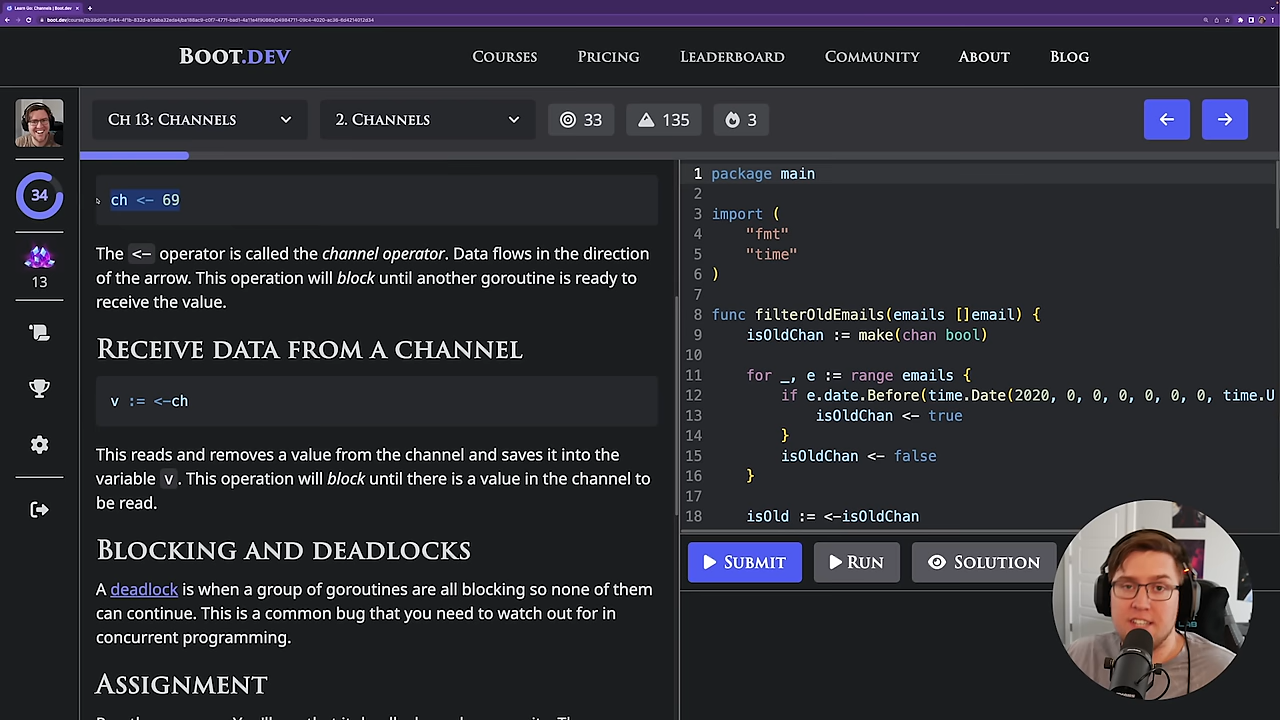 Learn Go: Channels | Boot.dev
BOOT.DEV
COURSES
PRICING
LEADERBOARD
COMMUNITY
ABOUT
BLOG
CH 13: CHANNELS
2. CHANNELS
33
135
3
34
13
ch <- 69
The <- operator is called the channel operator. Data flows in the direction
of the arrow. This operation will block until another goroutine is ready to
receive the value.
RECEIVE DATA FROM A CHANNEL
v := <-ch
This reads and removes a value from the channel and saves it into the
variable v. This operation will block until there is a value in the channel to
be read.
BLOCKING AND DEADLOCKS
A deadlock is when a group of goroutines are all blocking so none of them
can continue. This is a common bug that you need to watch out for in
concurrent programming.
ASSIGNMENT
1 package main
2
3 import (
4 "fmt"
5 "time"
6 )
7
8 func filterOldEmails(emails []email) {
9 isOldChan := make(chan bool)
10
11 for _, e := range emails {
12 if e.date.Before(time.Date(2020, 0, 0, 0, 0, 0, 0, time.U
13 isOldChan <- true
14 }
15 isOldChan <- false
16 }
17
18 isOld := <-isOldChan
SUBMIT
RUN
SOLUTION